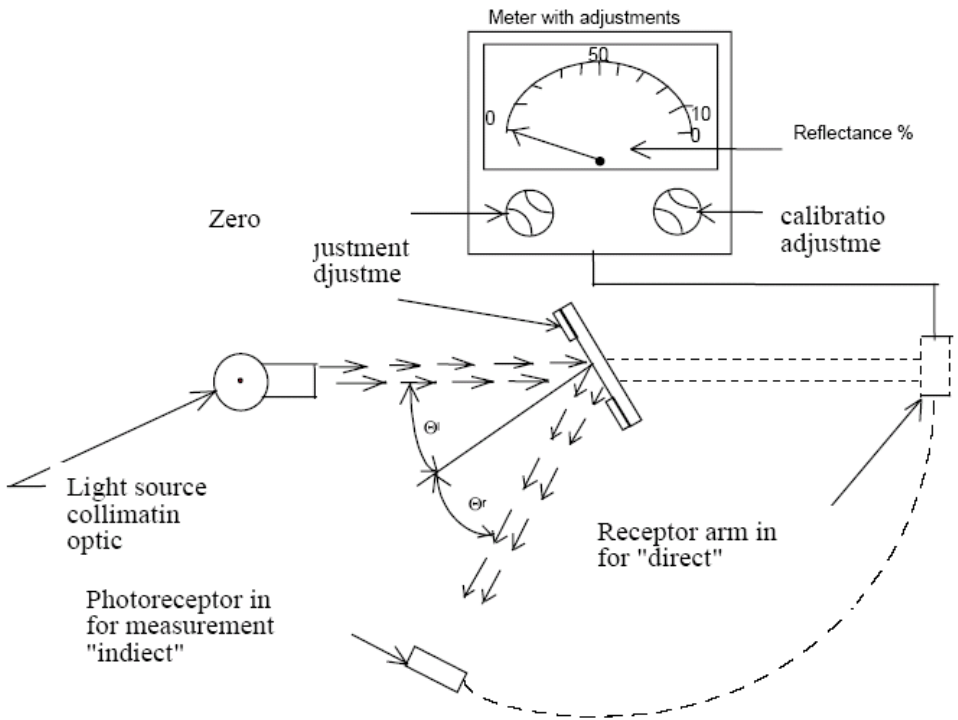 Meter with adjustments
50
0
10
0
Reflectance %
Zero
calibratio
adjustme
justment
djustme
Θi
Θr
Light source
collimatin
optic
Receptor arm in
for "direct"
Photoreceptor in
for measurement
"indiect"